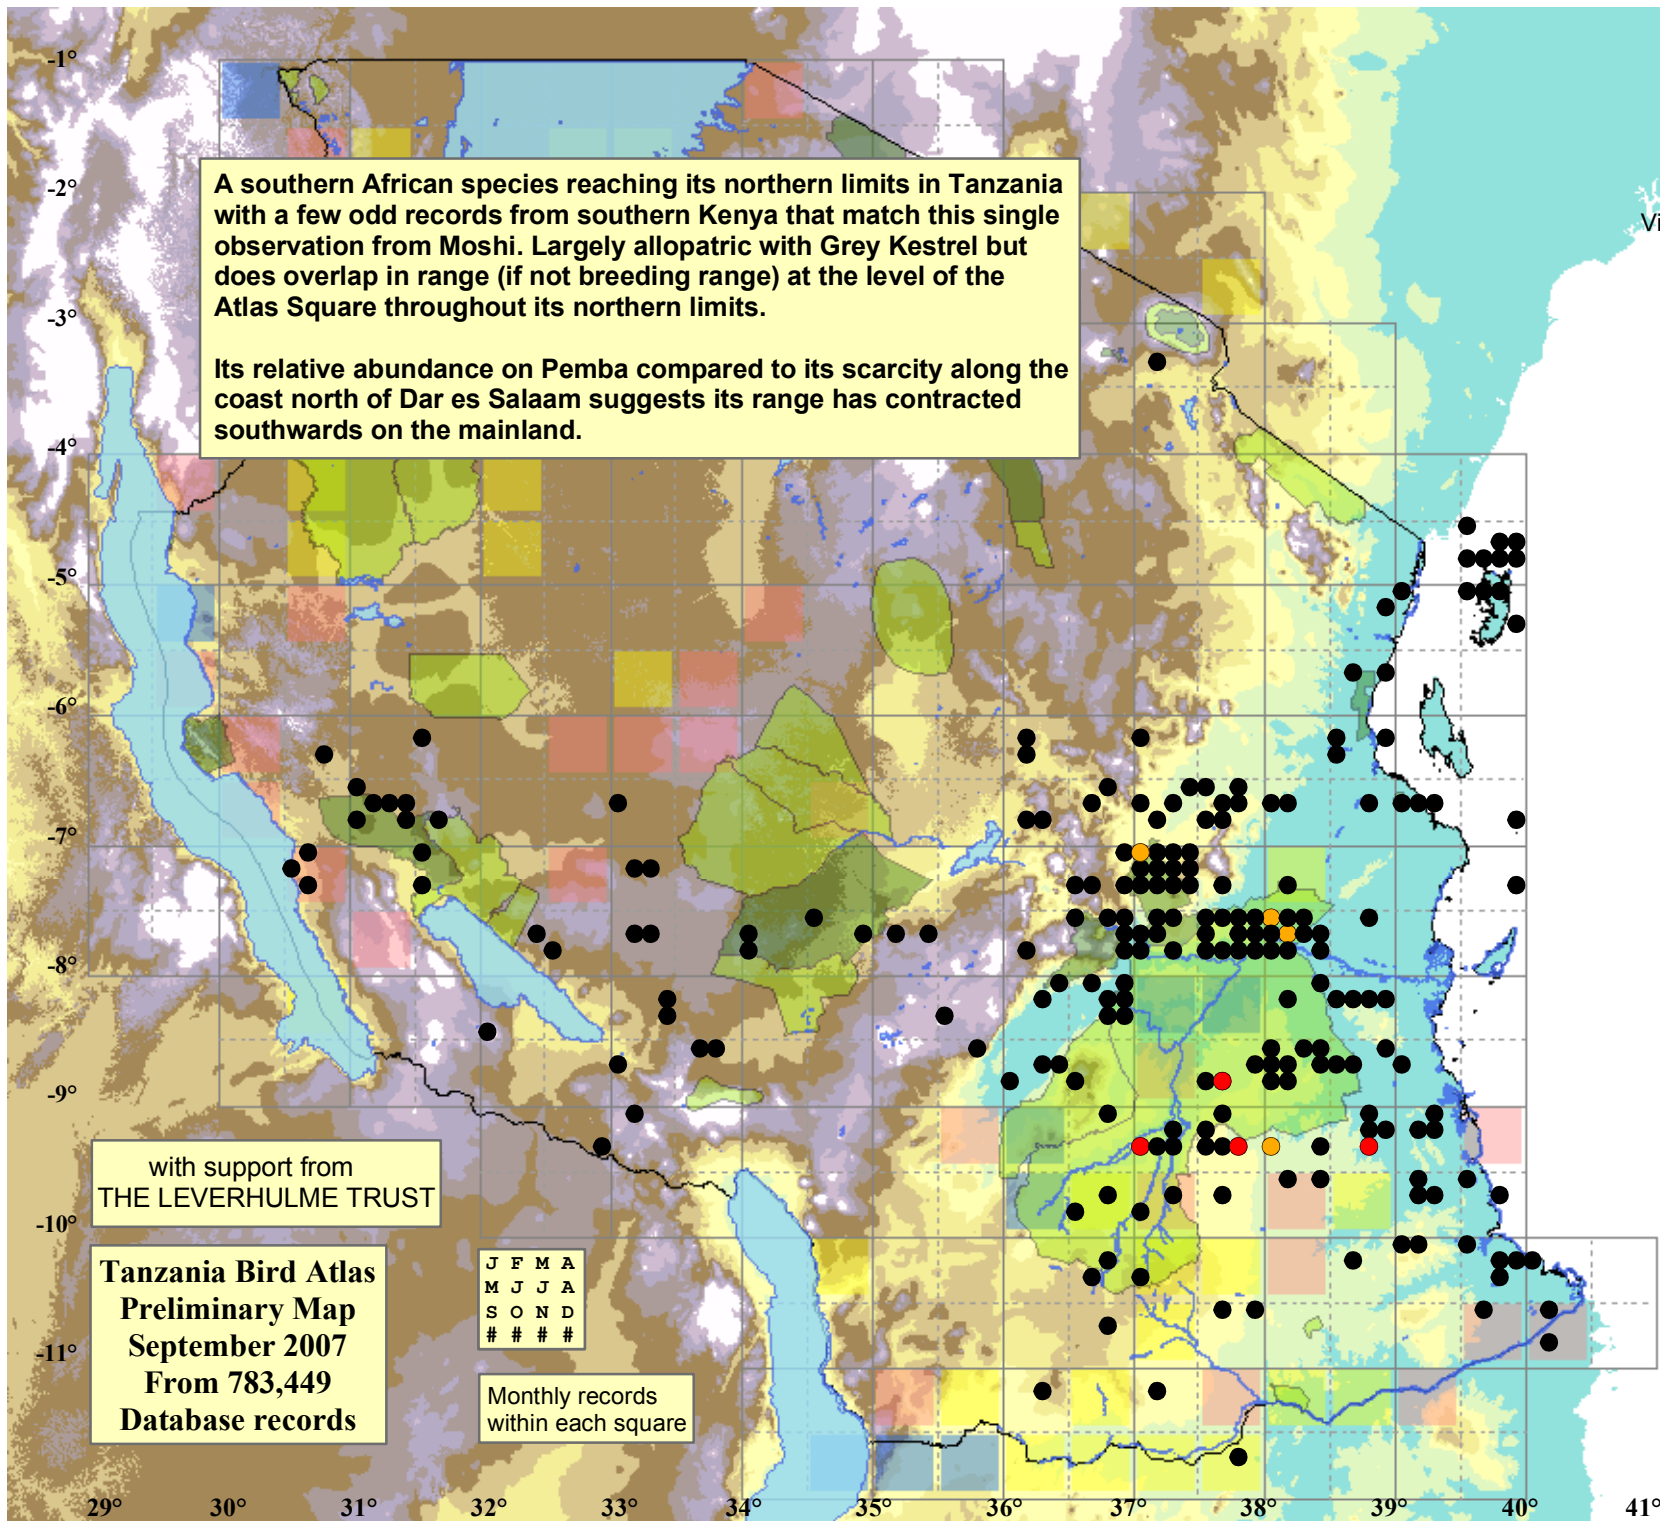 -1°
-2°
-3°
-4°
-5°
-6°
-7°
-8°
-9°
-10°
-11°
A southern African species reaching its northern limits in Tanzania
with a few odd records from southern Kenya that match this single
observation from Moshi. Largely allopatric with Grey Kestrel but
does overlap in range (if not breeding range) at the level of the
Atlas Square throughout its northern limits.
Its relative abundance on Pemba compared to its scarcity along the
coast north of Dar es Salaam suggests its range has contracted
southwards on the mainland.
Vi
with support from
THE LEVERHULME TRUST
Tanzania Bird Atlas
Preliminary Map
September 2007
From 783,449
Database records
J F M A
M J J A
S O N D
# # # #
Monthly records
within each square
29° 30° 31° 32° 33° 34° 35° 36° 37° 38° 39° 40° 41°